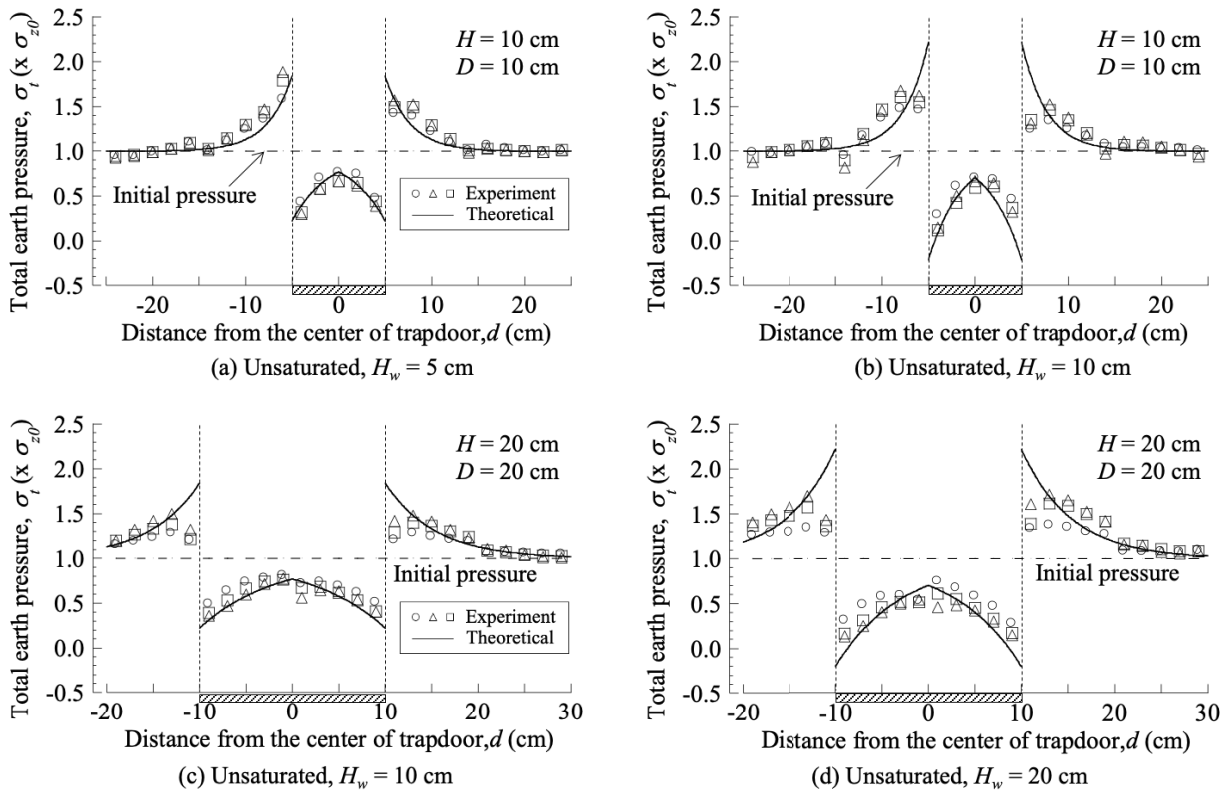 2.5
2.0
1.5
1.0
0.5
0.0
-0.5
Total earth pressure, σt (x σz0)
H = 10 cm
D = 10 cm
Initial pressure
Experiment
Theoretical
-20 -10 0 10 20
Distance from the center of trapdoor,d (cm)
(a) Unsaturated, Hw = 5 cm
2.5
2.0
1.5
1.0
0.5
0.0
-0.5
Total earth pressure, σt (x σz0)
H = 10 cm
D = 10 cm
Initial pressure
-20 -10 0 10 20
Distance from the center of trapdoor,d (cm)
(b) Unsaturated, Hw = 10 cm
2.5
2.0
1.5
1.0
0.5
0.0
-0.5
Total earth pressure, σt (x σz0)
H = 20 cm
D = 20 cm
Initial pressure
Experiment
Theoretical
-20 -10 0 10 20 30
Distance from the center of trapdoor,d (cm)
(c) Unsaturated, Hw = 10 cm
2.5
2.0
1.5
1.0
0.5
0.0
-0.5
Total earth pressure, σt (x σz0)
H = 20 cm
D = 20 cm
Initial pressure
-20 -10 0 10 20 30
Distance from the center of trapdoor,d (cm)
(d) Unsaturated, Hw = 20 cm